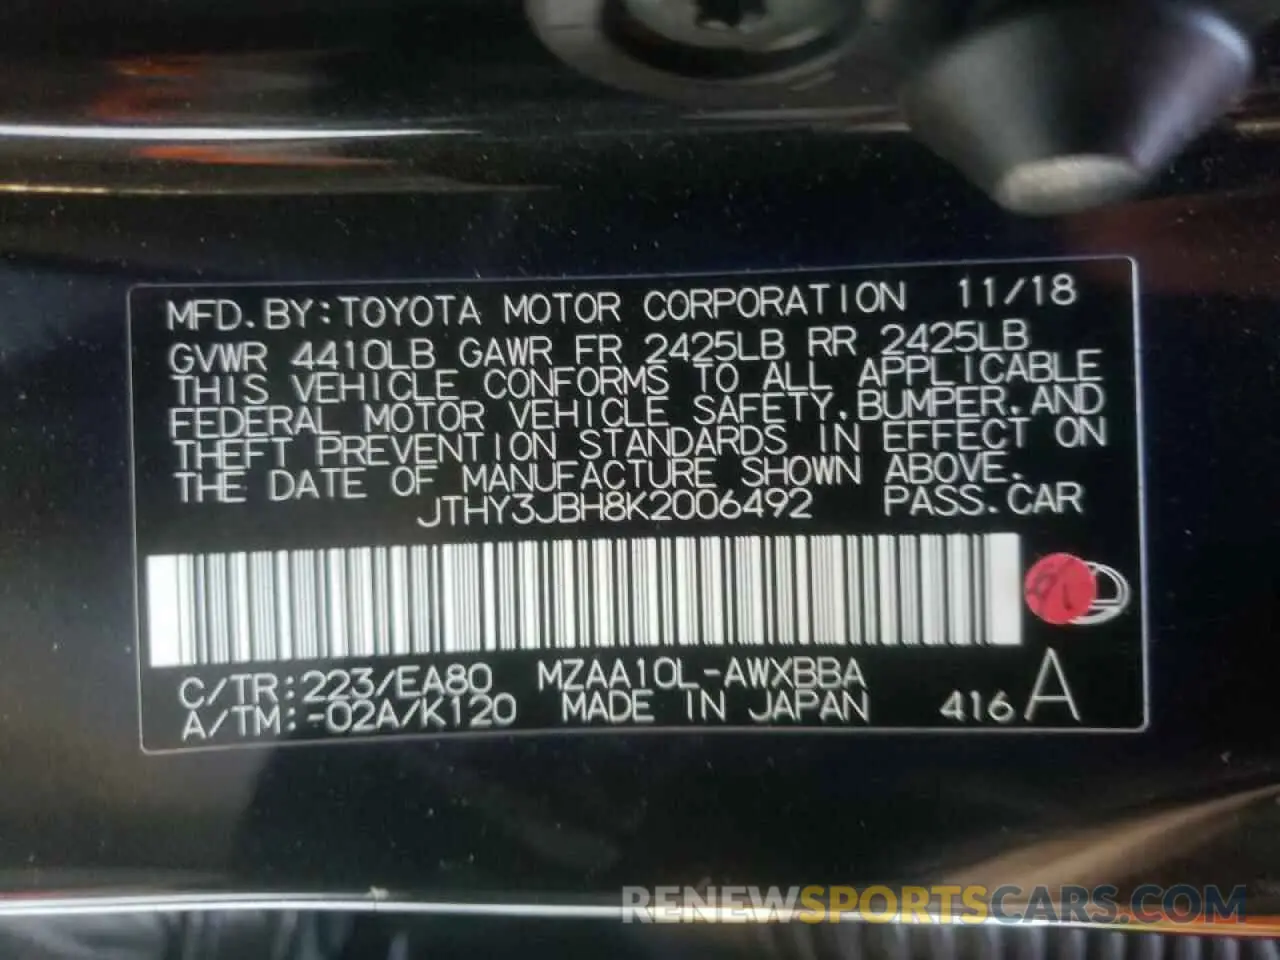 MFD.BY:TOYOTA MOTOR CORPORATION 11/18
GVWR 4410LB GAWR FR 2425LB RR 2425LB
THIS VEHICLE CONFORMS TO ALL APPLICABLE
FEDERAL MOTOR VEHICLE SAFETY,BUMPER,AND
THEFT PREVENTION STANDARDS IN EFFECT ON
THE DATE OF MANUFACTURE SHOWN ABOVE.
JTHY3JBH8K2006492 PASS.CAR
C/TR:223/EA80 MZAA10L-AWXBBA
A/TM:-02A/K120 MADE IN JAPAN 416 A
RENEWSPORTSCARS.COM